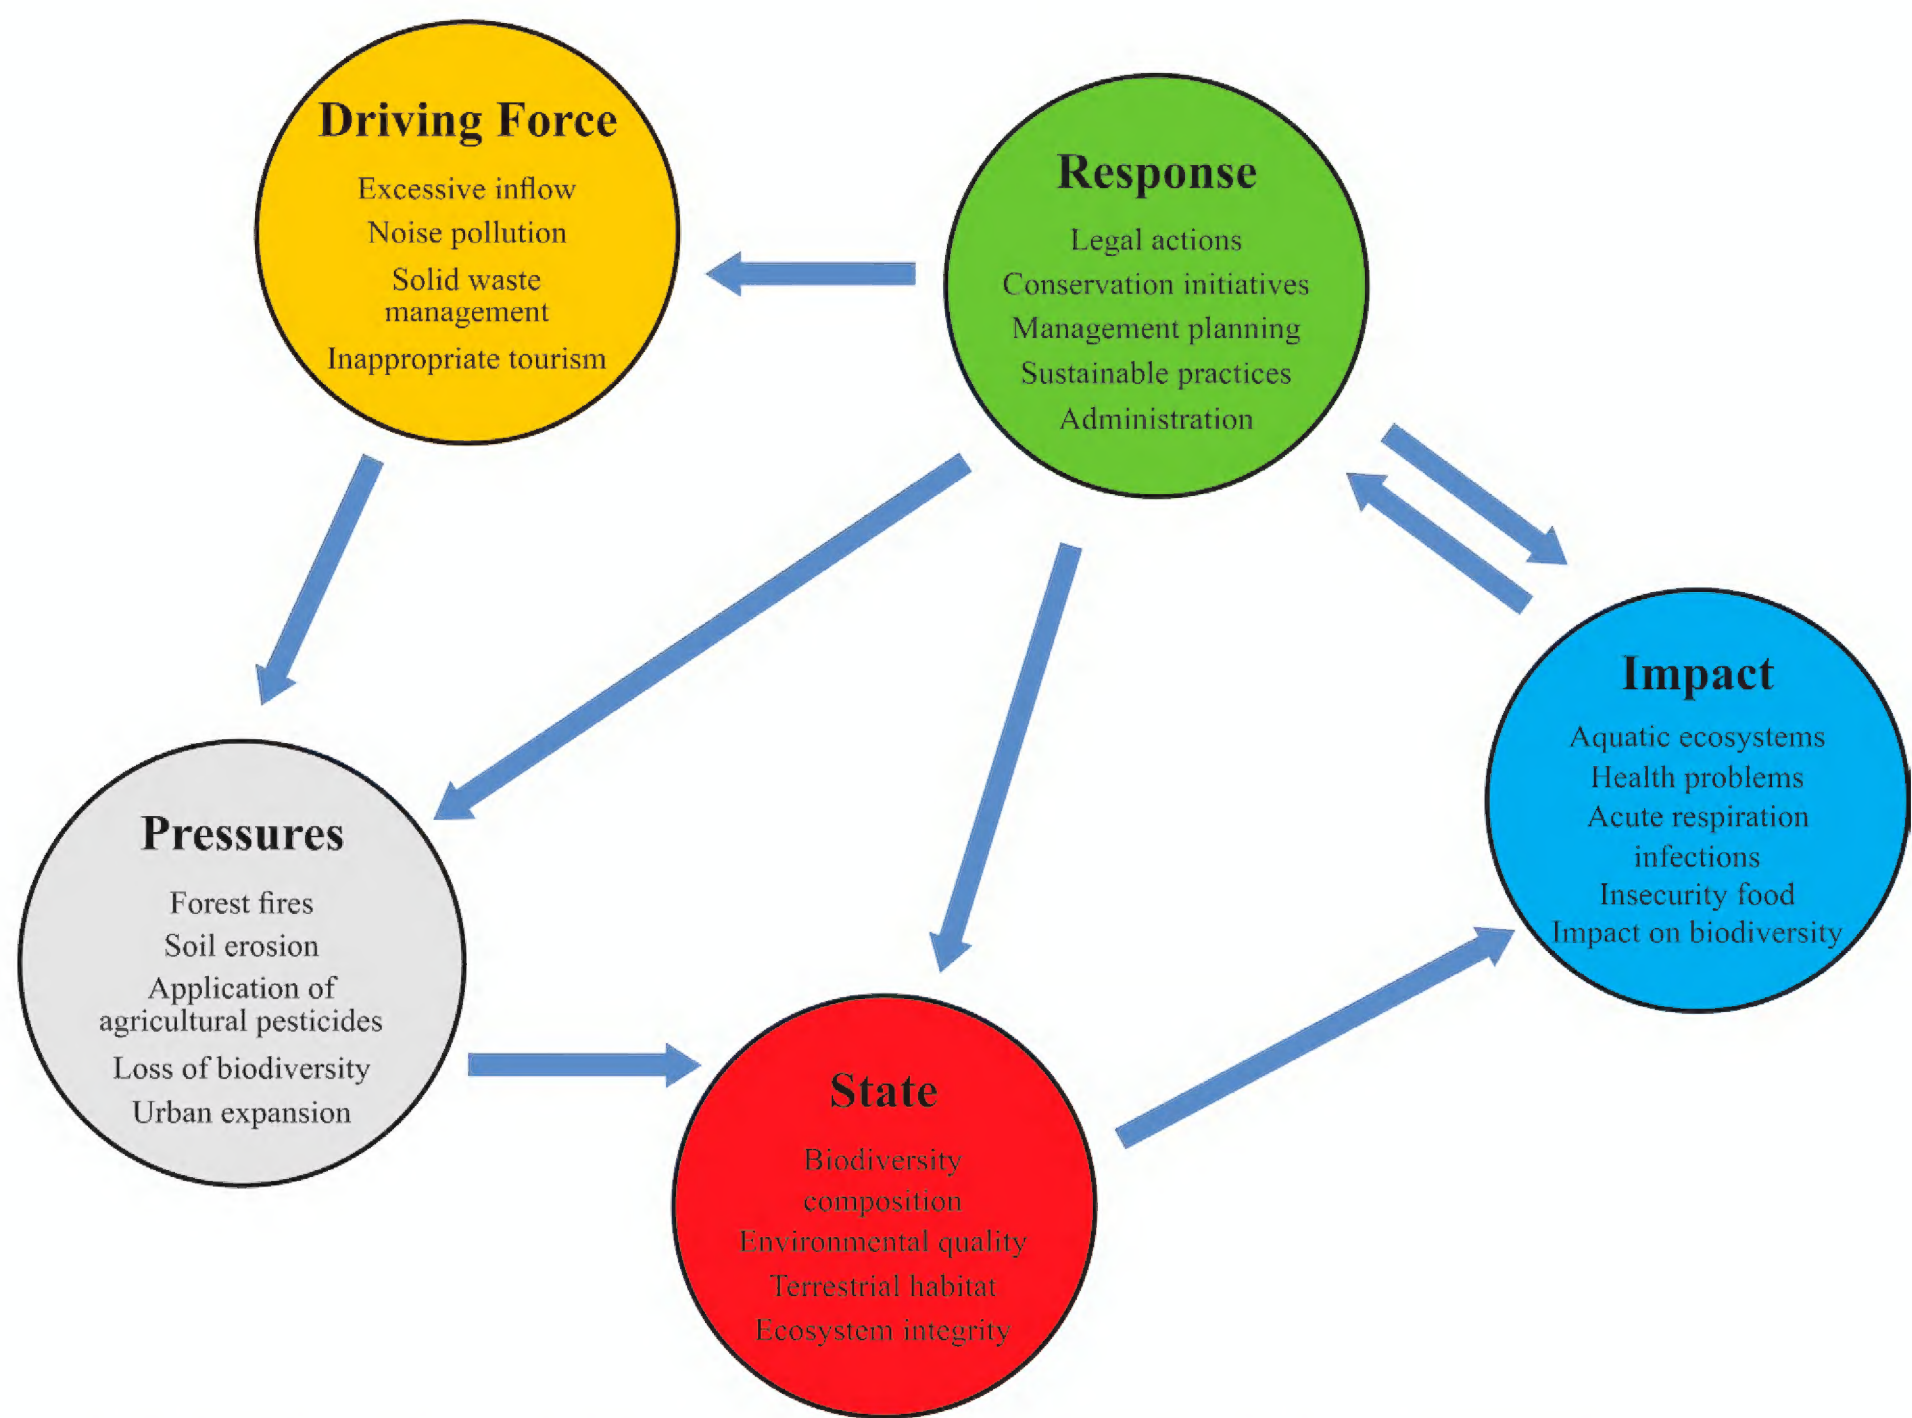 Driving Force
Excessive inflow
Noise pollution
Solid waste
management
Inappropriate tourism
Response
Legal actions
Conservation initiatives
Management planning
Sustainable practices
Administration
Impact
Aquatic ecosystems
Health problems
Acute respiration
infections
Insecurity food
Impact on biodiversity
Pressures
Forest fires
Soil erosion
Application of
agricultural pesticides
Loss of biodiversity
Urban expansion
State
Biodiversity
composition
Environmental quality
Terrestrial habitat
Ecosystem integrity